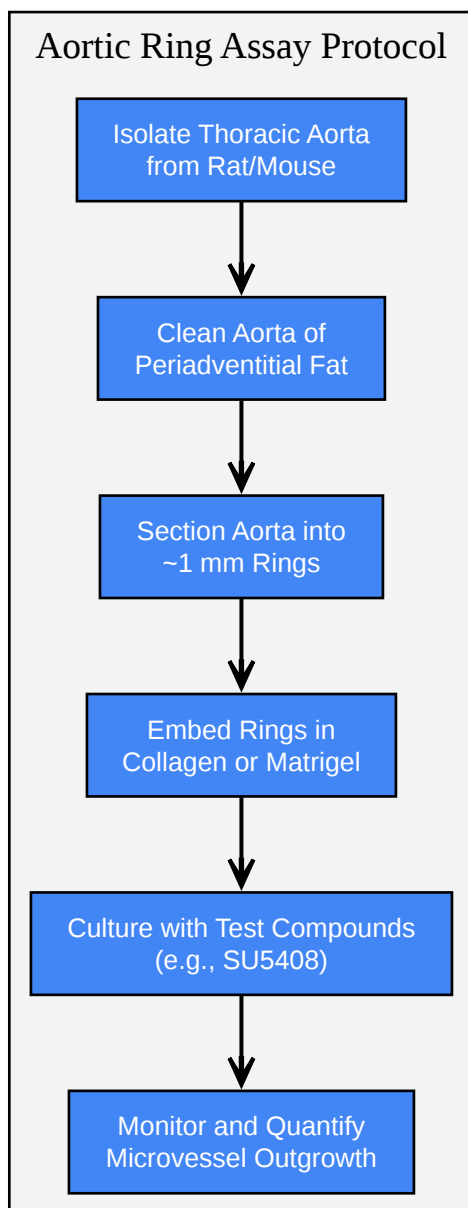 Aortic Ring Assay Protocol
Isolate Thoracic Aorta
from Rat/Mouse
Clean Aorta of
Periadventitial Fat
Section Aorta into
~1 mm Rings
Embed Rings in
Collagen or Matrigel
Culture with Test Compounds
(e.g., SU5408)
Monitor and Quantify
Microvessel Outgrowth